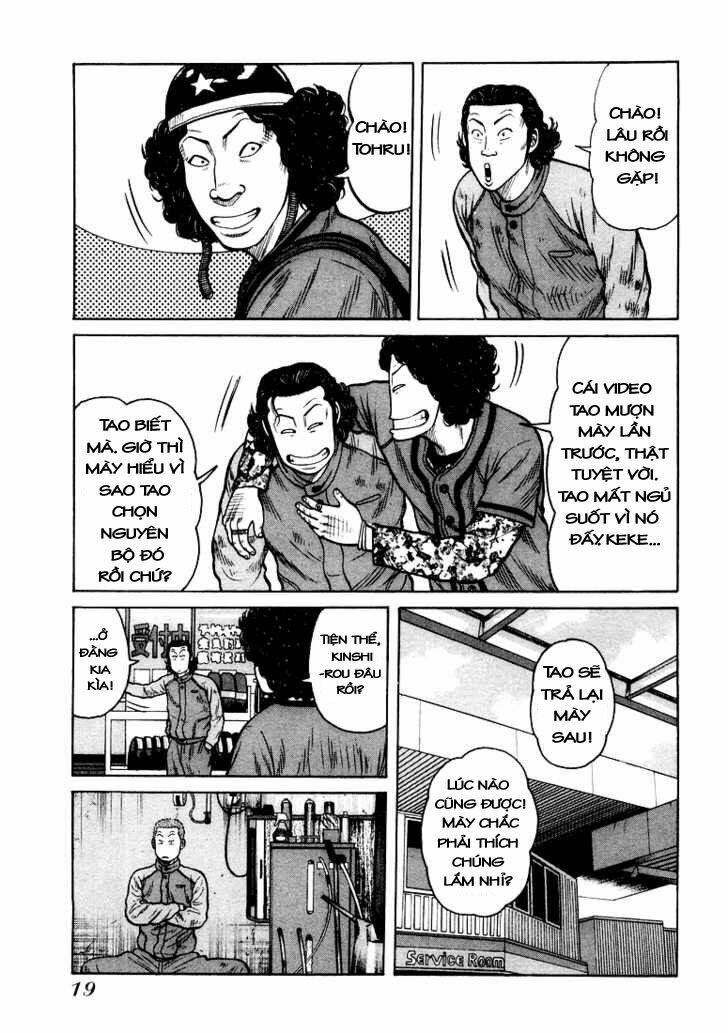 CHÀO!
LÂU RỒI
KHÔNG
GẶP!
CHÀO!
TOHRU!
CÁI VIDEO
TAO MƯỢN
MÀY LẦN
TRƯỚC, THẬT
TUYỆT VỜI.
TAO MẤT NGỦ
SUỐT VÌ NÓ
ĐẤY, KEKE...
TAO BIẾT
MÀ. GIỜ THÌ
MÀY HIỂU VÌ
SAO TAO
CHỌN
NGUYÊN
BỘ ĐÓ
RỒI CHỨ?
TAO SẼ
TRẢ LẠI
MÀY
SAU!
LÚC NÀO
CŨNG ĐƯỢC!
MÀY CHẮC
PHẢI THÍCH
CHÚNG
LẮM NHỈ?
Service Room
TIỆN THỂ,
KINSHI
-ROU ĐÂU
RỒI?
...Ở
ĐẰNG
KIA
KÌA!
受付中
19